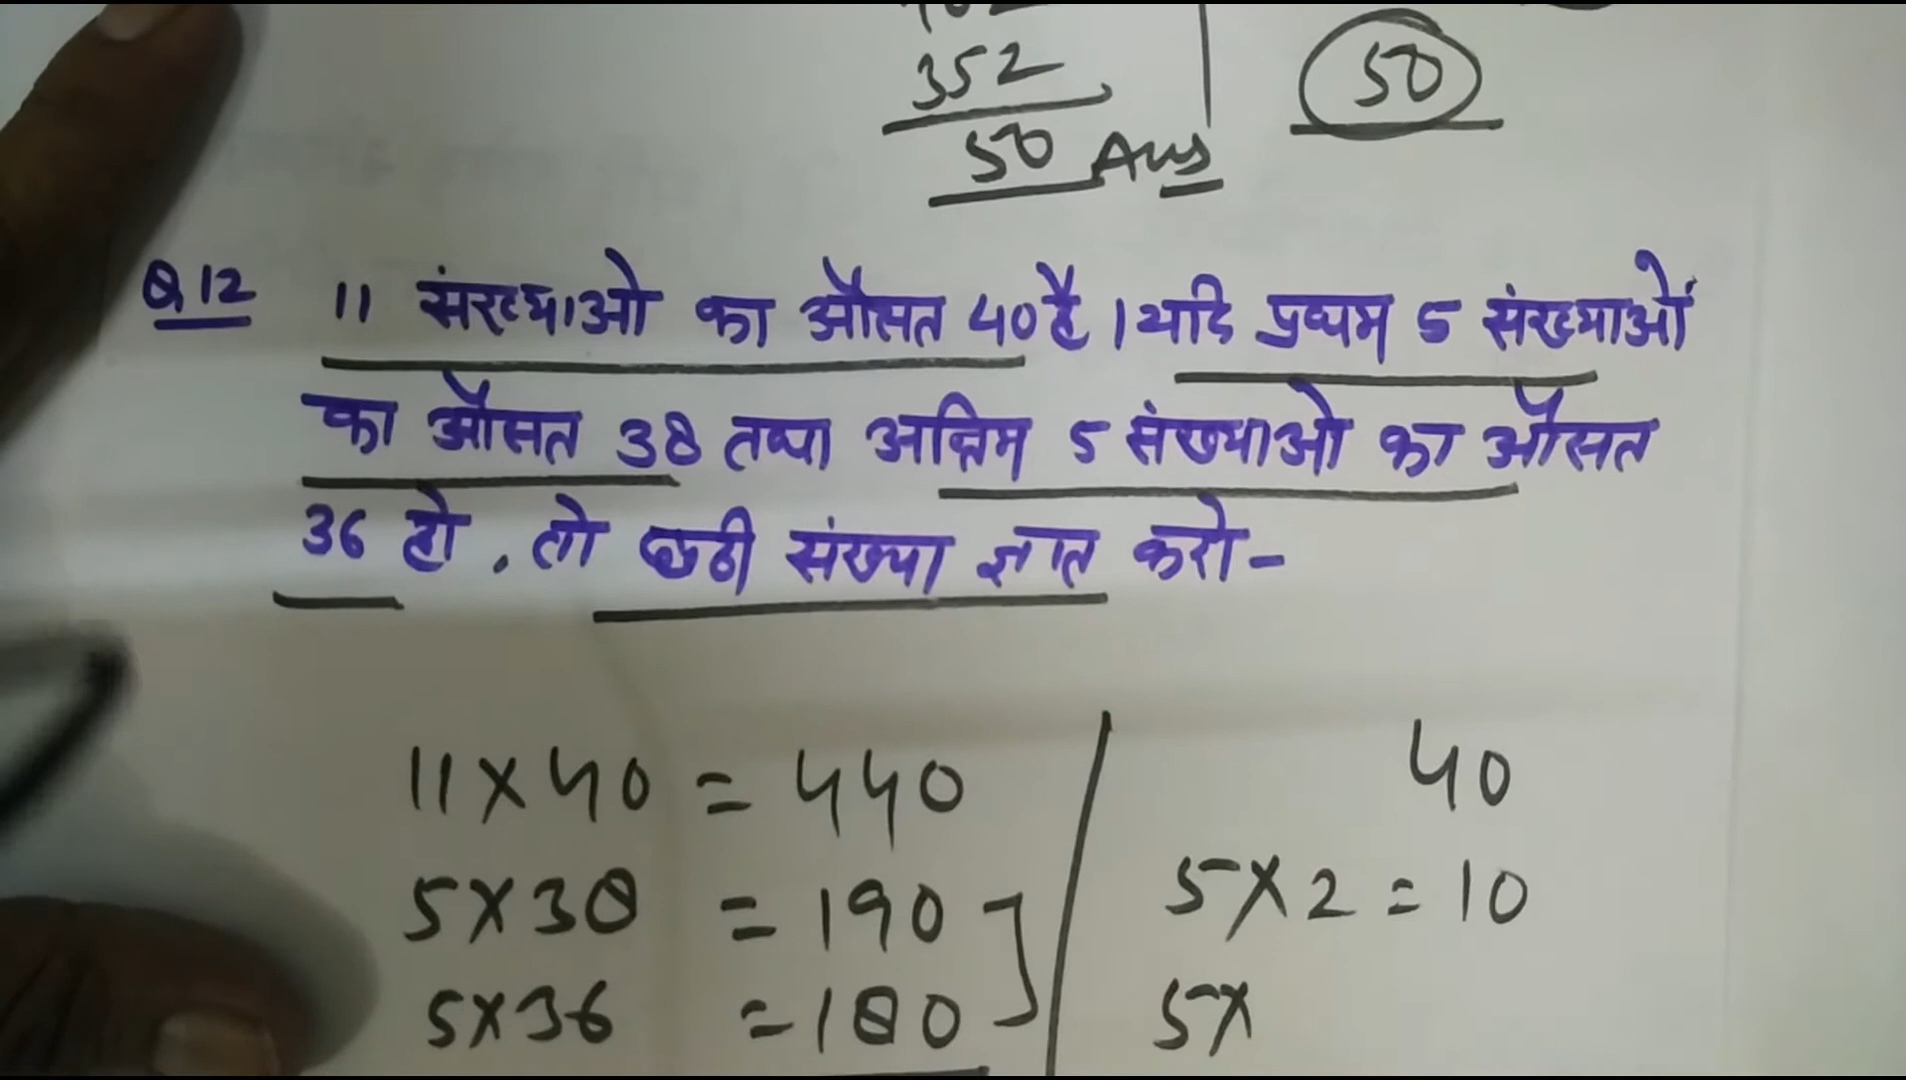 352
50 Ans
50
Q.12 11 संख्याओ का औसत 40 है । यदि प्रथम 5 संख्याओं
का औसत 38 तथा अन्तिम 5 संख्याओ का औसत
36 हो , तो छठी संख्या ज्ञात करो -
11 × 40 = 440
5 × 38 = 190
5 × 36 = 180
40
5 × 2 = 10
5 ×